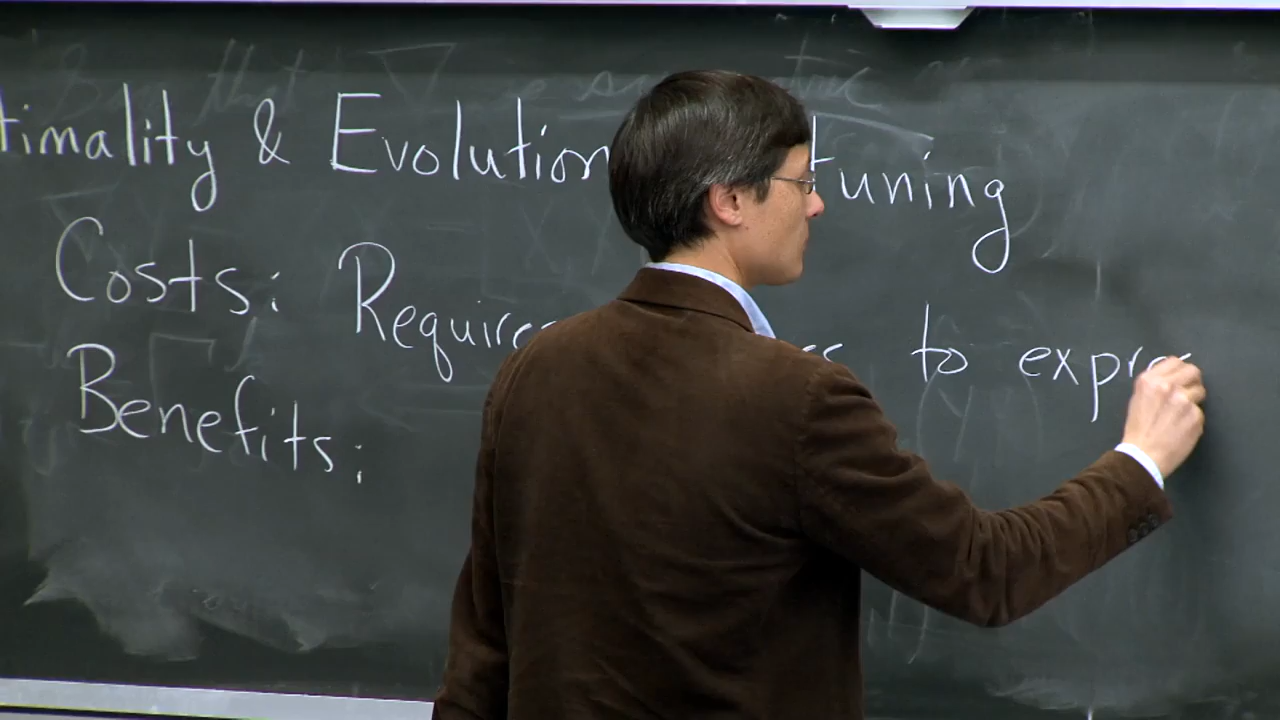 timality & Evolution tuning
Costs: Require to expre
Benefits: